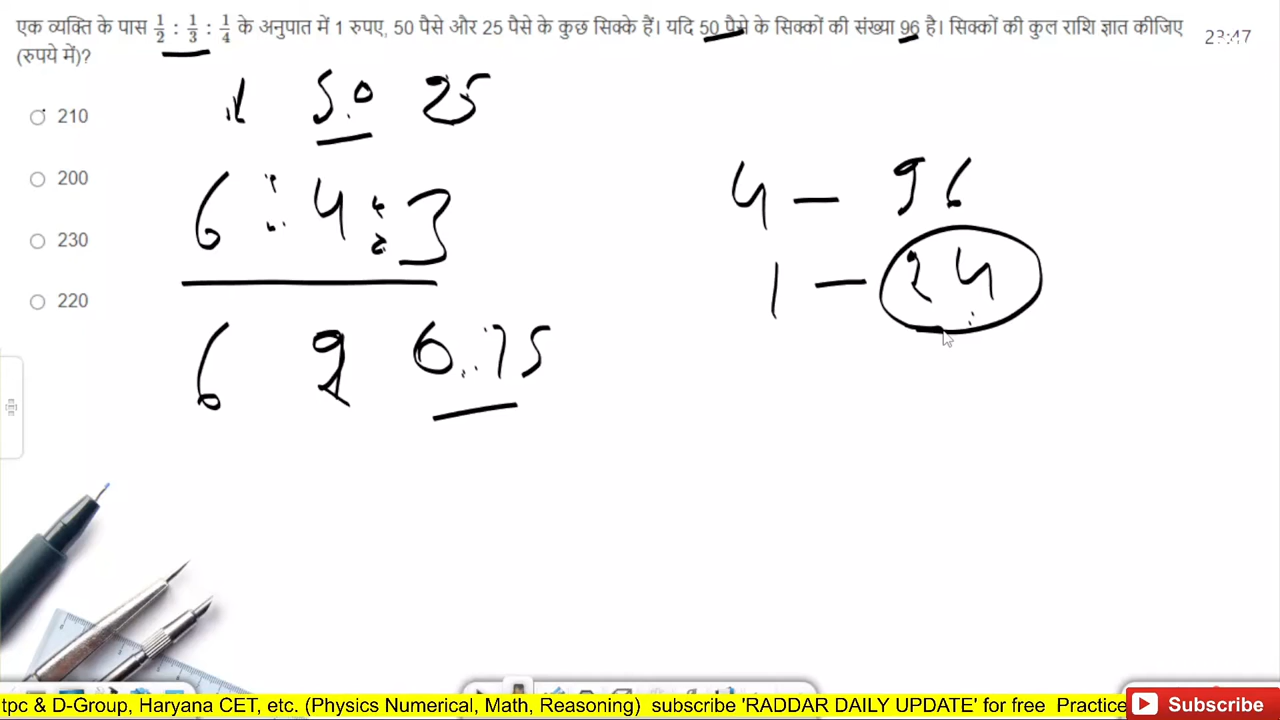 एक व्यक्ति के पास 1/2 : 1/3 : 1/4 के अनुपात में 1 रुपए, 50 पैसे और 25 पैसे के कुछ सिक्के हैं। यदि 50 पैसे के सिक्कों की संख्या 96 है। सिक्कों की कुल राशि ज्ञात कीजिए
(रुपये में)?
23:47
1 50 25
210
200
6 : 4 : 3
4 – 96
230
1 – 24
220
6 2 0.75
tpc & D-Group, Haryana CET, etc. (Physics Numerical, Math, Reasoning) subscribe 'RADDAR DAILY UPDATE' for free Practice
Subscribe